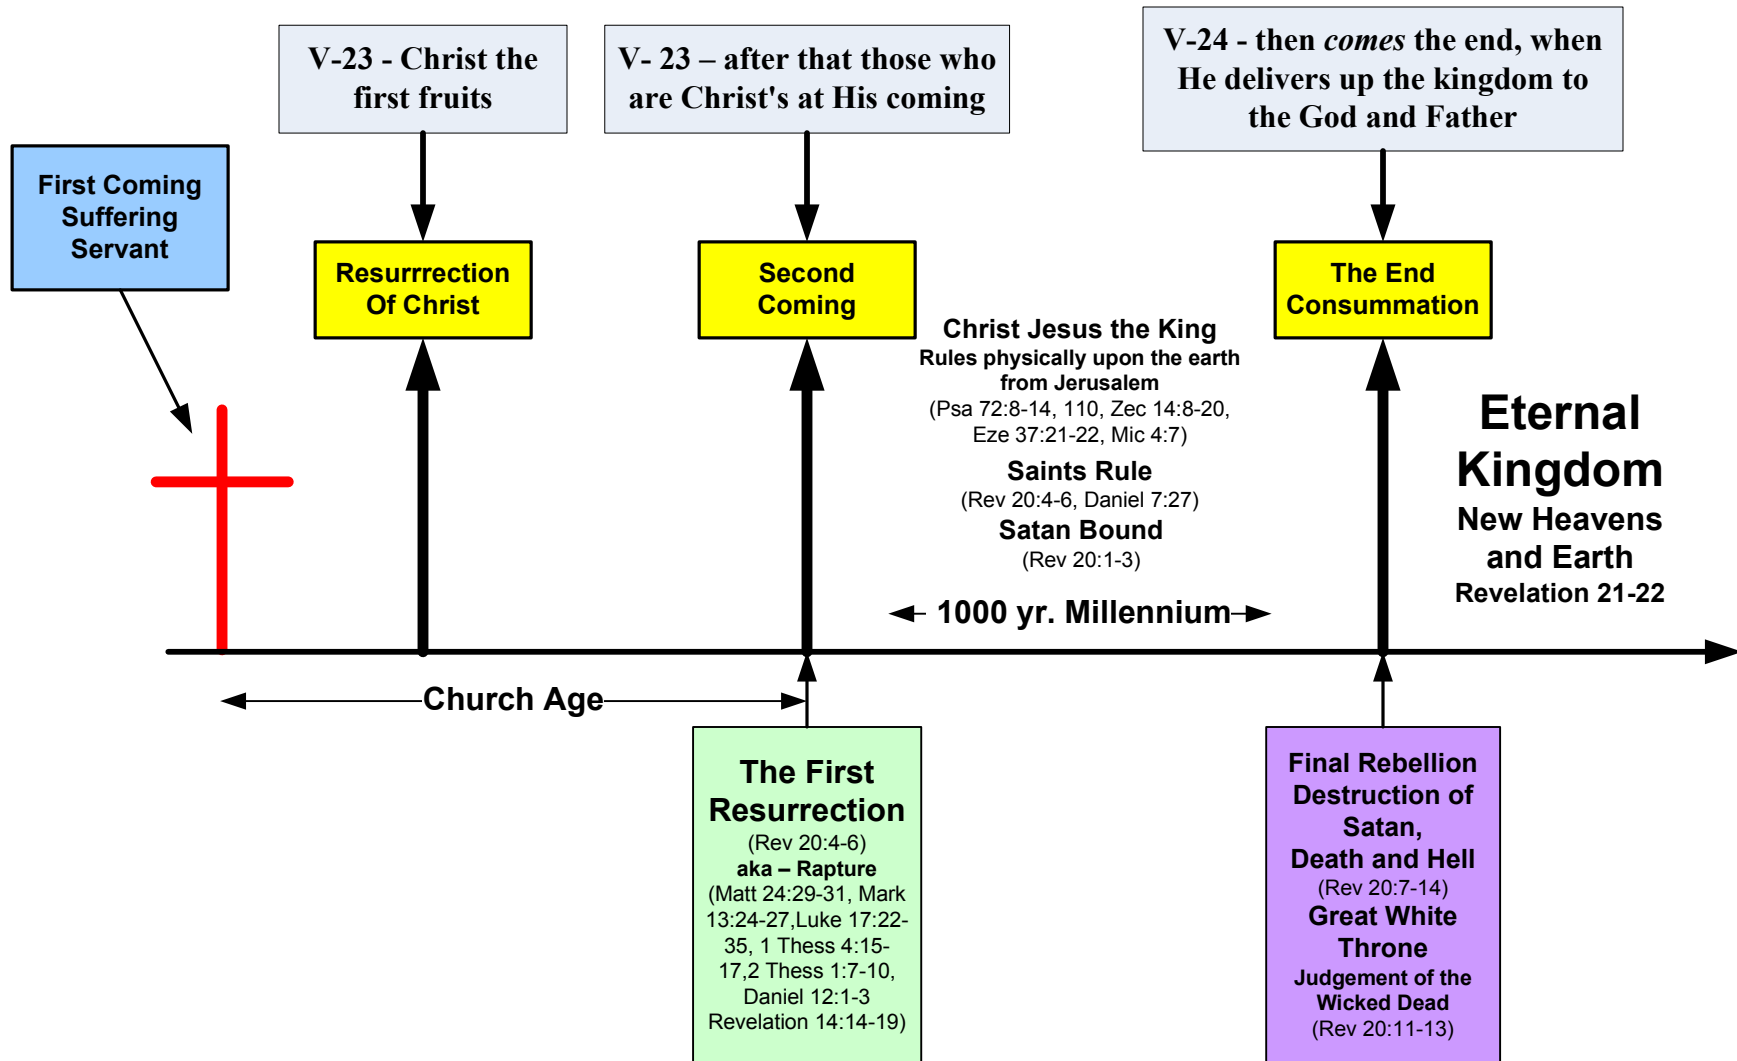 V-23 - Christ the
first fruits
V- 23 – after that those who
are Christ's at His coming
V-24 - then comes the end, when
He delivers up the kingdom to
the God and Father
First Coming
Suffering
Servant
Resurrrection
Of Christ
Second
Coming
The End
Consummation
Christ Jesus the King
Rules physically upon the earth
from Jerusalem
(Psa 72:8-14, 110, Zec 14:8-20,
Eze 37:21-22, Mic 4:7)
Saints Rule
(Rev 20:4-6, Daniel 7:27)
Satan Bound
(Rev 20:1-3)
1000 yr. Millennium
Eternal
Kingdom
New Heavens
and Earth
Revelation 21-22
Church Age
The First
Resurrection
(Rev 20:4-6)
aka – Rapture
(Matt 24:29-31, Mark
13:24-27,Luke 17:22-
35, 1 Thess 4:15-
17,2 Thess 1:7-10,
Daniel 12:1-3
Revelation 14:14-19)
Final Rebellion
Destruction of
Satan,
Death and Hell
(Rev 20:7-14)
Great White
Throne
Judgement of the
Wicked Dead
(Rev 20:11-13)